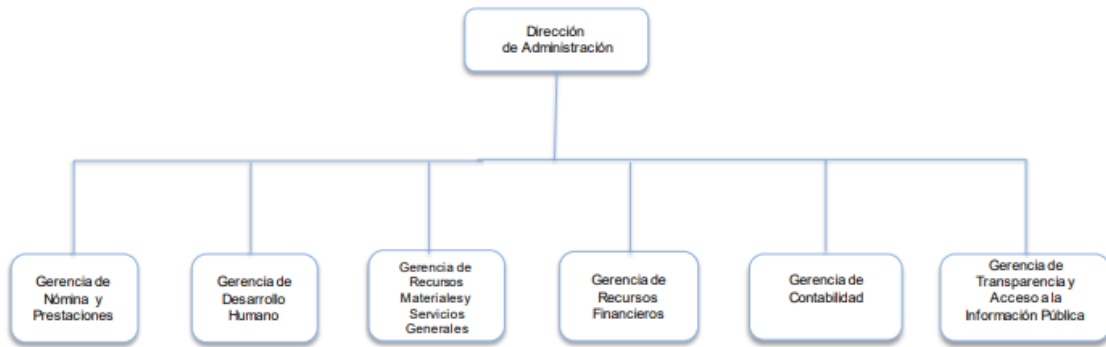 Dirección
de Administración
Gerencia de
Nómina y
Prestaciones
Gerencia de
Desarrollo
Humano
Gerencia de
Recursos
Materiales y
Servicios
Generales
Gerencia de
Recursos
Financieros
Gerencia de
Contabilidad
Gerencia de
Transparencia y
Acceso a la
Información Pública